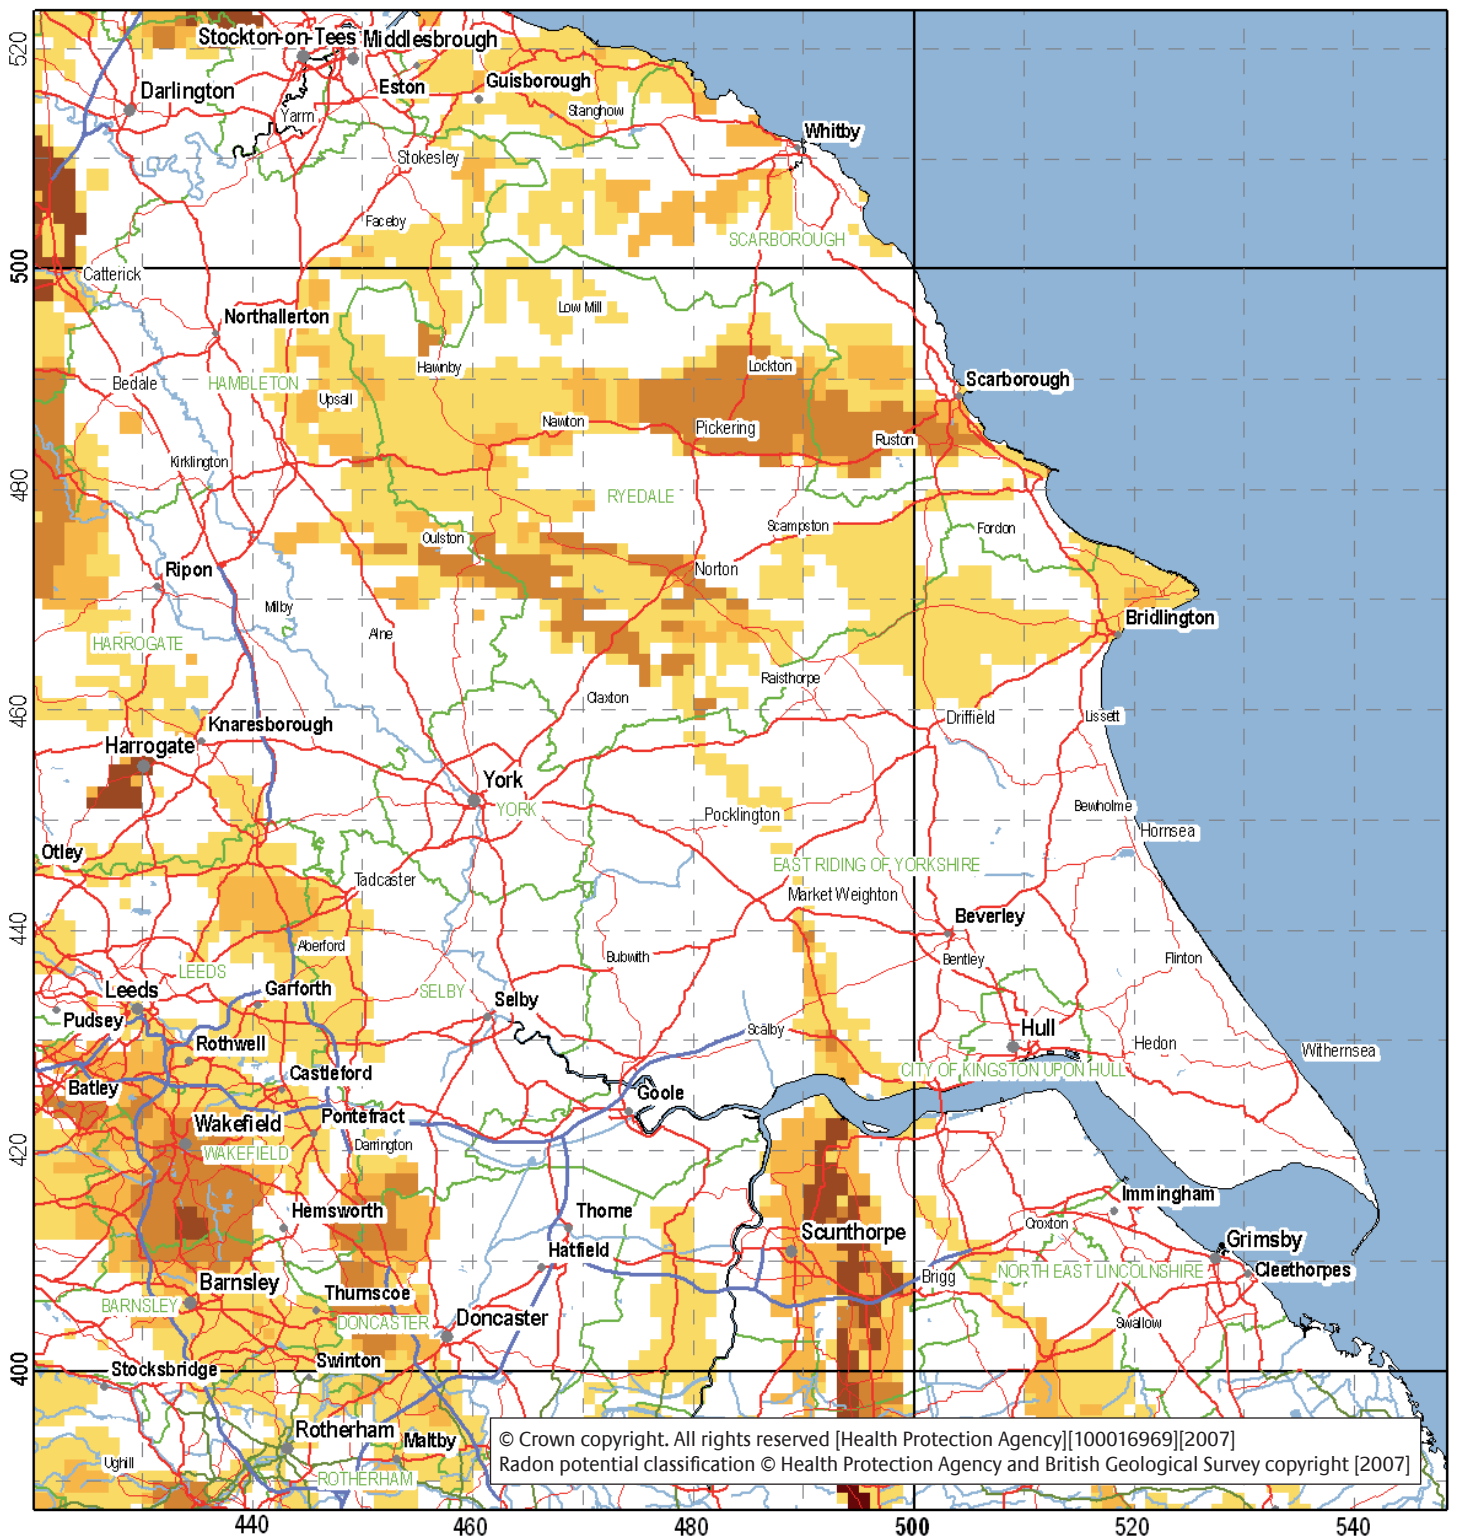 520
Stockton-on-Tees
Middlesbrough
Darlington
Eston
Guisborough
Stanghow
Yarm
Whitby
Stokesley
Faceby
SCARBOROUGH
500
Catterick
Low Mill
Northallerton
Lockton
Hawnby
Bedale
HAMBLETON
Scarborough
Upsall
Nawton
Pickering
Ruston
Kirklington
480
RYEDALE
Scampston
Fordon
Oulston
Ripon
Norton
Milby
Bridlington
Alne
HARROGATE
Raisthorpe
Claxton
460
Knaresborough
Driffield
Lissett
Harrogate
York
YORK
Pocklington
Bewholme
Hornsea
Otley
EAST RIDING OF YORKSHIRE
Tadcaster
Market Weighton
440
Beverley
Aberford
Bubwith
Bentley
Flinton
LEEDS
Leeds
Garforth
SELBY
Selby
Pudsey
Scalby
Hull
Rothwell
Hedon
Withernsea
Castleford
CITY OF KINGSTON UPON HULL
Batley
Goole
Pontefract
Wakefield
420
WAKEFIELD
Darrington
Immingham
Hemsworth
Thorne
Croxton
Scunthorpe
Grimsby
Hatfield
NORTH EAST LINCOLNSHIRE
Cleethorpes
Brigg
Barnsley
Thurnscoe
BARNSLEY
DONCASTER
Doncaster
Swallow
400
Stocksbridge
Swinton
Rotherham
Maltby
Ughill
ROTHERHAM
© Crown copyright. All rights reserved [Health Protection Agency][100016969][2007]
Radon potential classification © Health Protection Agency and British Geological Survey copyright [2007]
440 460 480 500 520 540